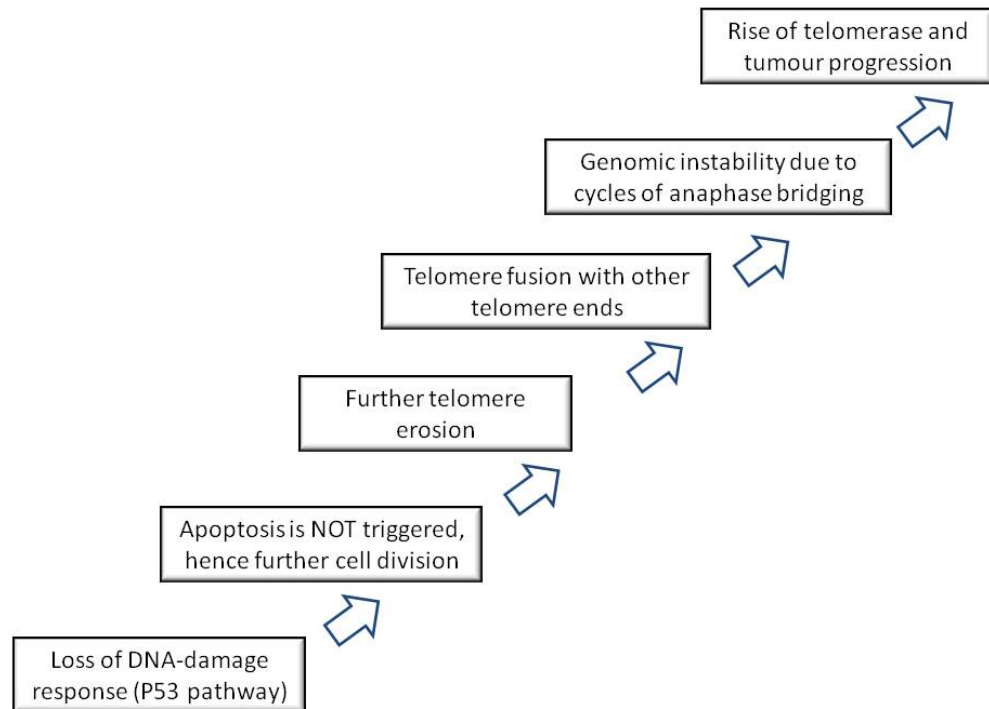 Rise of telomerase and
tumour progression
Genomic instability due to
cycles of anaphase bridging
Telomere fusion with other
telomere ends
Further telomere
erosion
Apoptosis is NOT triggered,
hence further cell division
Loss of DNA-damage
response (P53 pathway)